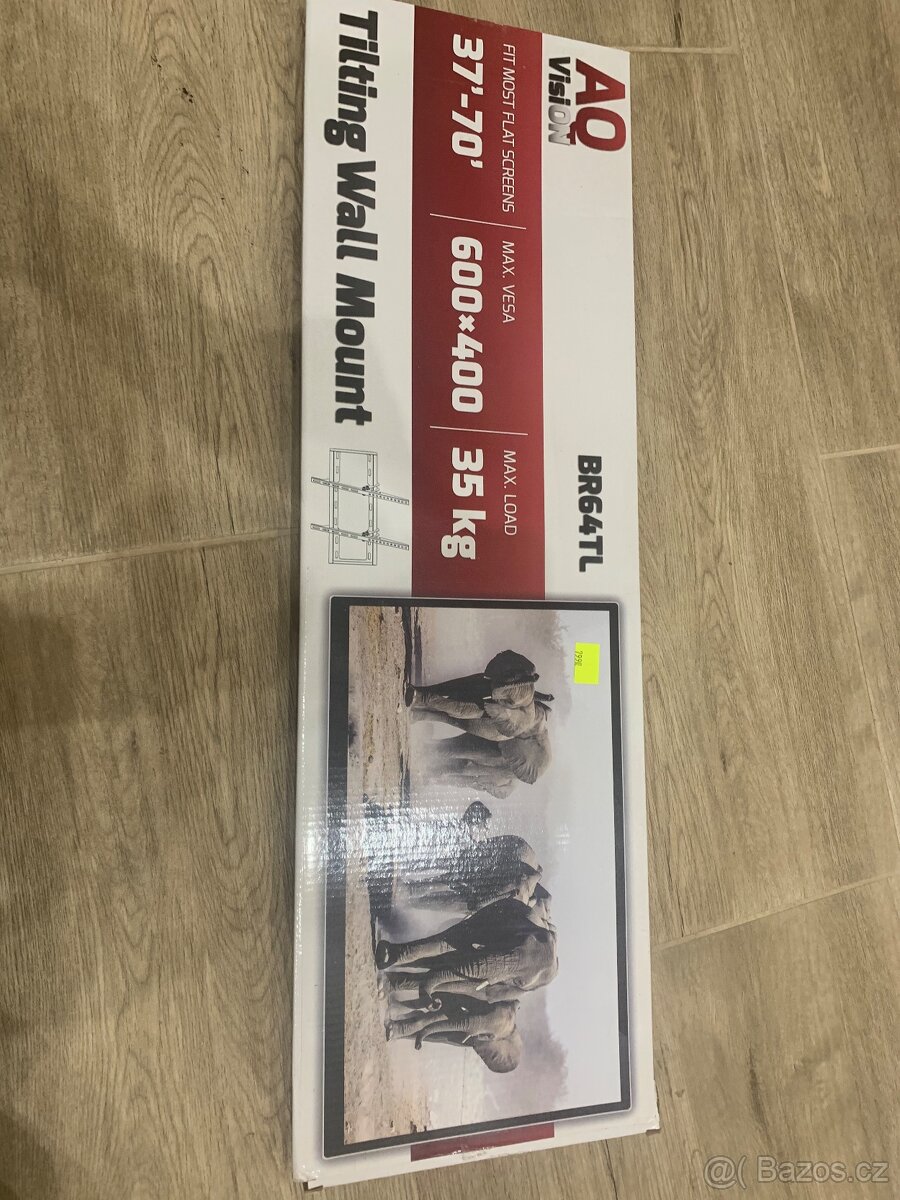 AQ
VisiON
BR64TL
FIT MOST FLAT SCREENS
37'-70'
MAX. VESA
600×400
MAX. LOAD
35 kg
Tilting Wall Mount
@( Bazos.cz